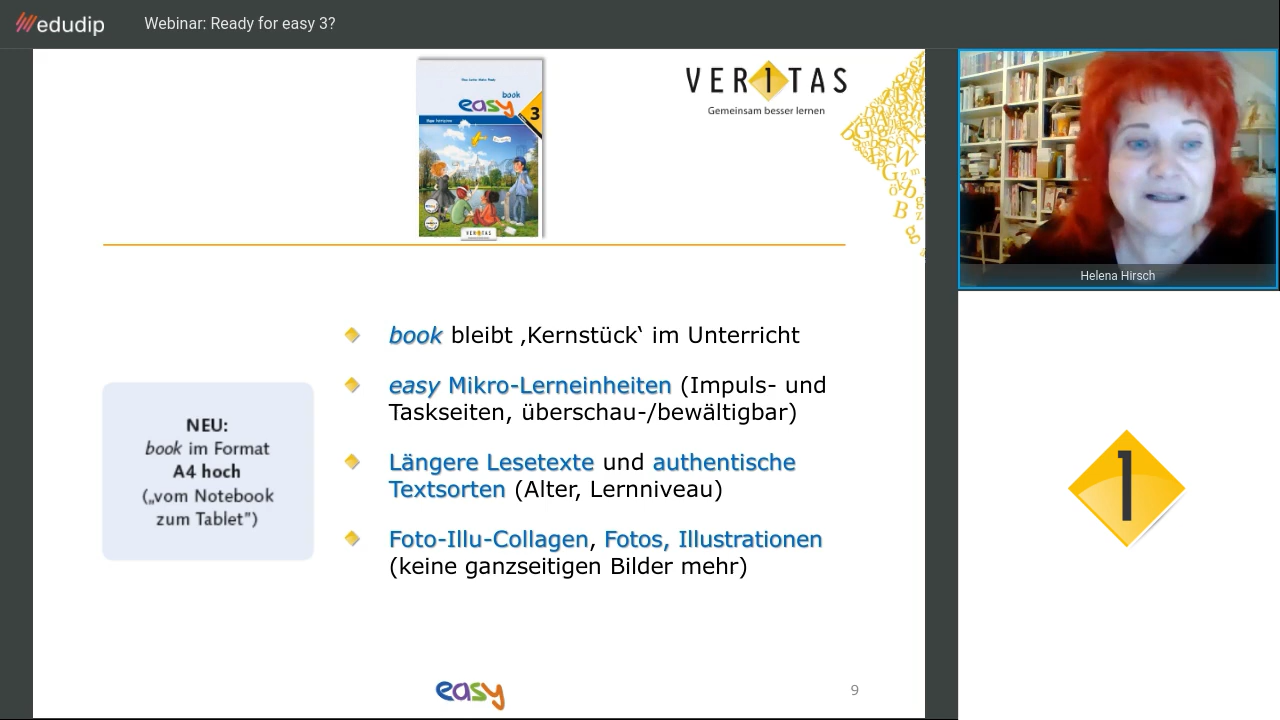 edudip
Webinar: Ready for easy 3?
book
easy
3
VERITAS
Gemeinsam besser lernen
VERITAS
Helena Hirsch
NEU:
book im Format
A4 hoch
(„vom Notebook
zum Tablet”)
book bleibt ‚Kernstück‘ im Unterricht
easy Mikro-Lerneinheiten (Impuls- und
Taskseiten, überschau-/bewältigbar)
Längere Lesetexte und authentische
Textsorten (Alter, Lernniveau)
Foto-Illu-Collagen, Fotos, Illustrationen
(keine ganzseitigen Bilder mehr)
1
easy
9